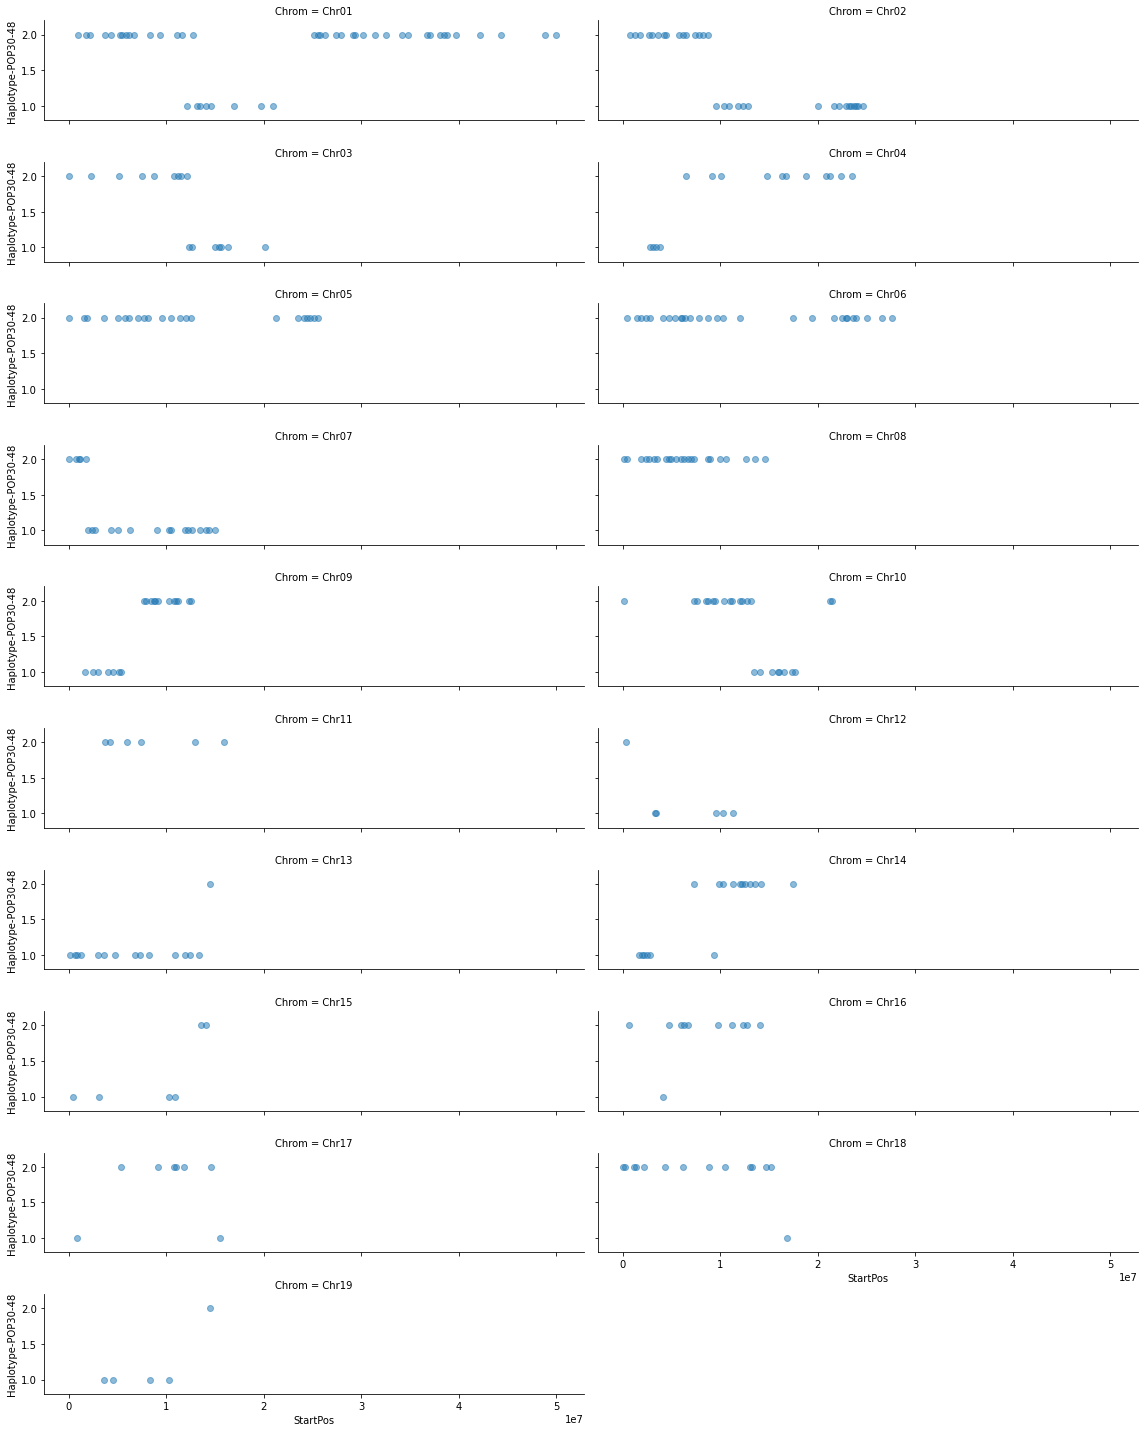 Chrom = Chr01 Chrom = Chr02
Haplotype-POP30-48
2.0
1.5
1.0
Chrom = Chr03 Chrom = Chr04
Haplotype-POP30-48
2.0
1.5
1.0
Chrom = Chr05 Chrom = Chr06
Haplotype-POP30-48
2.0
1.5
1.0
Chrom = Chr07 Chrom = Chr08
Haplotype-POP30-48
2.0
1.5
1.0
Chrom = Chr09 Chrom = Chr10
Haplotype-POP30-48
2.0
1.5
1.0
Chrom = Chr11 Chrom = Chr12
Haplotype-POP30-48
2.0
1.5
1.0
Chrom = Chr13 Chrom = Chr14
Haplotype-POP30-48
2.0
1.5
1.0
Chrom = Chr15 Chrom = Chr16
Haplotype-POP30-48
2.0
1.5
1.0
Chrom = Chr17 Chrom = Chr18
Haplotype-POP30-48
2.0
1.5
1.0
0 1 2 3 4 5
StartPos 1e7
Chrom = Chr19
Haplotype-POP30-48
2.0
1.5
1.0
0 1 2 3 4 5
StartPos 1e7